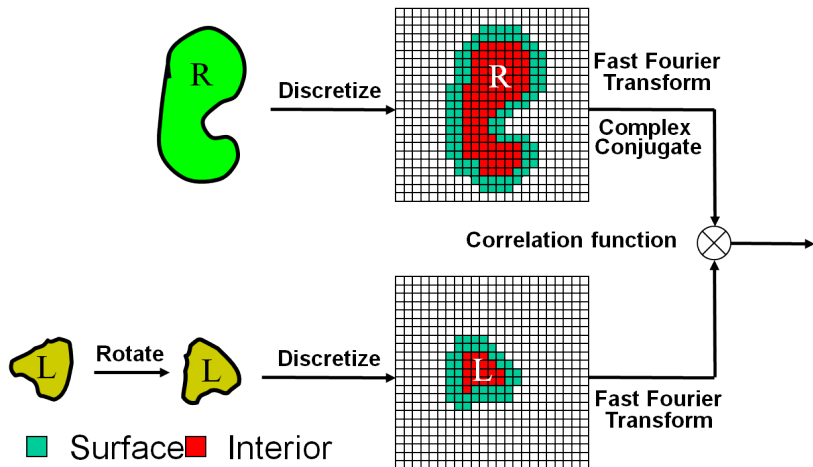 R
Discretize
R
Fast Fourier
Transform
Complex
Conjugate
Correlation function
L
Rotate
L
Discretize
L
Fast Fourier
Transform
Surface
Interior